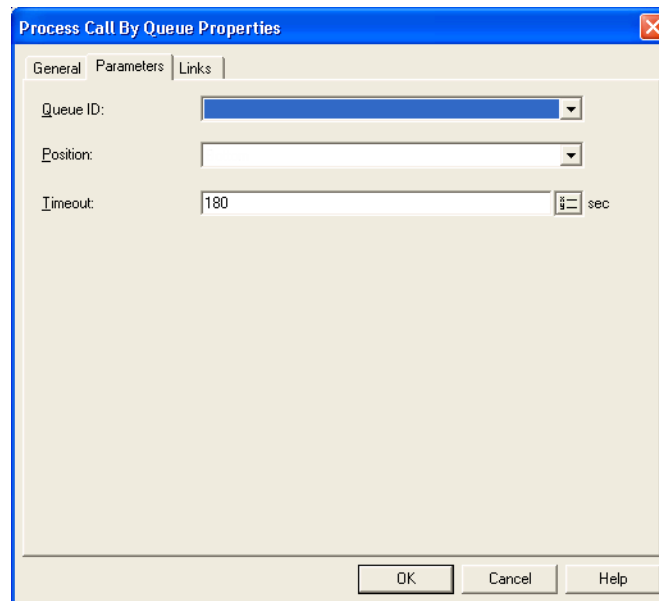 Process Call By Queue Properties
General Parameters Links
Queue ID:
Position:
Timeout: 180 sec
OK Cancel Help